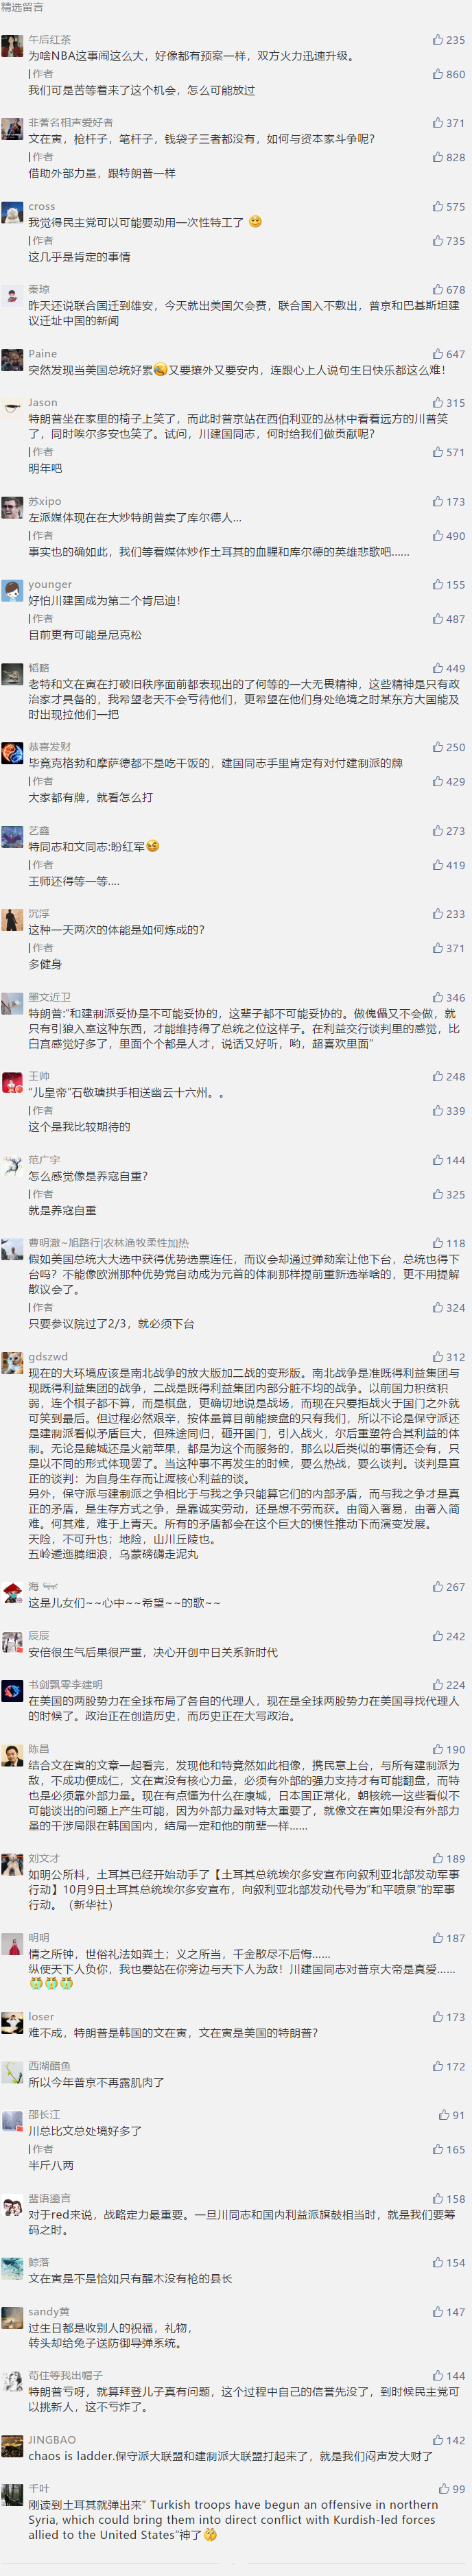 精选留言
午后红茶 235
为啥NBA这事闹这么大，好像都有预案一样，双方火力迅速升级。
作者 860
我们可是苦等着来了这个机会，怎么可能放过
非著名相声爱好者 371
文在寅，枪杆子，笔杆子，钱袋子三者都没有，如何与资本家斗争呢？
作者 828
借助外部力量，跟特朗普一样
cross 575
我觉得民主党可以可能要动用一次性特工了
作者 735
这几乎是肯定的事情
秦琼 678
昨天还说联合国迁到雄安，今天就出美国欠会费，联合国入不敷出，普京和巴基斯坦建
议迁址中国的新闻
Paine 647
突然发现当美国总统好累又要攘外又要安内，连跟心上人说句生日快乐都这么难！
Jason 315
特朗普坐在家里的椅子上笑了，而此时普京站在西伯利亚的丛林中看着远方的川普笑
了，同时埃尔多安也笑了。试问，川建国同志，何时给我们做贡献呢？
作者 571
明年吧
苏xipo 173
左派媒体现在在大炒特朗普卖了库尔德人...
作者 490
事实也的确如此，我们等着媒体炒作土耳其的血腥和库尔德的英雄悲歌吧……
younger 155
好怕川建国成为第二个肯尼迪！
作者 487
目前更有可能是尼克松
韬略 449
老特和文在寅在打破旧秩序面前都表现出的了何等的一大无畏精神，这些精神是只有政
治家才具备的，我希望老天不会亏待他们，更希望在他们身处绝境之时某东方大国能及
时出现拉他们一把
恭喜发财 250
毕竟克格勃和摩萨德都不是吃干饭的，建国同志手里肯定有对付建制派的牌
作者 429
大家都有牌，就看怎么打
艺鑫 273
特同志和文同志:盼红军
作者 419
王师还得等一等....
沉浮 233
这种一天两次的体能是如何炼成的？
作者 371
多健身
墨文近卫 346
特朗普:“和建制派妥协是不可能妥协的，这辈子都不可能妥协的。做傀儡又不会做，就
只有引狼入室这种东西，才能维持得了总统之位这样子。在利益交行谈判里的感觉，比
白宫感觉好多了，里面个个都是人才，说话又好听，哟，超喜欢里面”
王帅 248
“儿皇帝”石敬瑭拱手相送幽云十六州。。
作者 339
这个是我比较期待的
范广宇 144
怎么感觉像是养寇自重？
作者 325
就是养寇自重
曹明澈~旭路行|农林渔牧柔性加热 118
假如美国总统大大选中获得优势选票连任，而议会却通过弹劾案让他下台，总统也得下
台吗？不能像欧洲那种优势党自动成为元首的体制那样提前重新选举啥的，更不用提解
散议会了。
作者 324
只要参议院过了2/3，就必须下台
gdszwd 312
现在的大环境应该是南北战争的放大版加二战的变形版。南北战争是准既得利益集团与
现既得利益集团的战争，二战是既得利益集团内部分脏不均的战争。以前国力积贫积
弱，连个棋子都不算，而是棋盘，更确切地说是战场，而现在只要拒战火于国门之外就
可笑到最后。但过程必然艰辛，按体量算目前能接盘的只有我们，所以不论是保守派还
是建制派看似矛盾巨大，但殊途同归，砸开国门，引入战火，尔后重塑符合其利益的体
制。无论是鵝城还是火箭苹果，都是为这个而服务的，那么以后类似的事情还会有，只
是以不同的形式体现罢了。当这种事不再发生的时候，要么热战，要么谈判。谈判是真
正的谈判：为自身生存而让渡核心利益的谈。
另外，保守派与建制派之争相比于与我之争只能算它们的内部矛盾，而与我之争才是真
正的矛盾，是生存方式之争，是靠诚实劳动，还是想不劳而获。由简入奢易，由奢入简
难。何其难，难于上青天。所有的矛盾都会在这个巨大的惯性推动下而演变发展。
天险，不可升也；地险，山川丘陵也。
五岭逶迤腾细浪，乌蒙磅礴走泥丸
海 267
这是儿女们~~心中~~希望~~的歌~~
辰辰 242
安倍很生气后果很严重，决心开创中日关系新时代
书剑飘零李建明 224
在美国的两股势力在全球布局了各自的代理人，现在是全球两股势力在美国寻找代理人
的时候了。政治正在创造历史，而历史正在大写政治。
陈昌 190
结合文在寅的文章一起看完，发现他和特竟然如此相像，携民意上台，与所有建制派为
敌，不成功便成仁，文在寅没有核心力量，必须有外部的强力支持才有可能翻盘，而特
也是必须靠外部力量。现在有点懂为什么在康城，日本国正常化，朝核统一这些看似不
可能谈出的问题上产生可能，因为外部力量对特太重要了，就像文在寅如果没有外部力
量的干涉局限在韩国国内，结局一定和他的前辈一样……
刘文才 189
如明公所料，土耳其已经开始动手了【土耳其总统埃尔多安宣布向叙利亚北部发动军事
行动】10月9日土耳其总统埃尔多安宣布，向叙利亚北部发动代号为“和平喷泉”的军事
行动。（新华社）
明明 187
情之所钟，世俗礼法如粪土；义之所当，千金散尽不后悔……
纵使天下人负你，我也要站在你旁边与天下人为敌！川建国同志对普京大帝是真爱……
loser 173
难不成，特朗普是韩国的文在寅，文在寅是美国的特朗普？
西湖醋鱼 172
所以今年普京不再露肌肉了
邵长江 91
川总比文总处境好多了
作者 165
半斤八两
蜚语鎏言 158
对于red来说，战略定力最重要。一旦川同志和国内利益派旗鼓相当时，就是我们要筹
码之时。
鲸落 154
文在寅是不是恰如只有醒木没有枪的县长
sandy黄 147
过生日都是收别人的祝福，礼物，
转头却给兔子送防御导弹系统。
苟住等我出帽子 144
特朗普亏呀，就算拜登儿子真有问题，这个过程中自己的信誉先没了，到时候民主党可
以挑新人，这不亏炸了。
JINGBAO 142
chaos is ladder.保守派大联盟和建制派大联盟打起来了，就是我们闷声发大财了
千叶 99
刚读到土耳其就弹出来“ Turkish troops have begun an offensive in northern
Syria, which could bring them into direct conflict with Kurdish-led forces
allied to the United States”神了